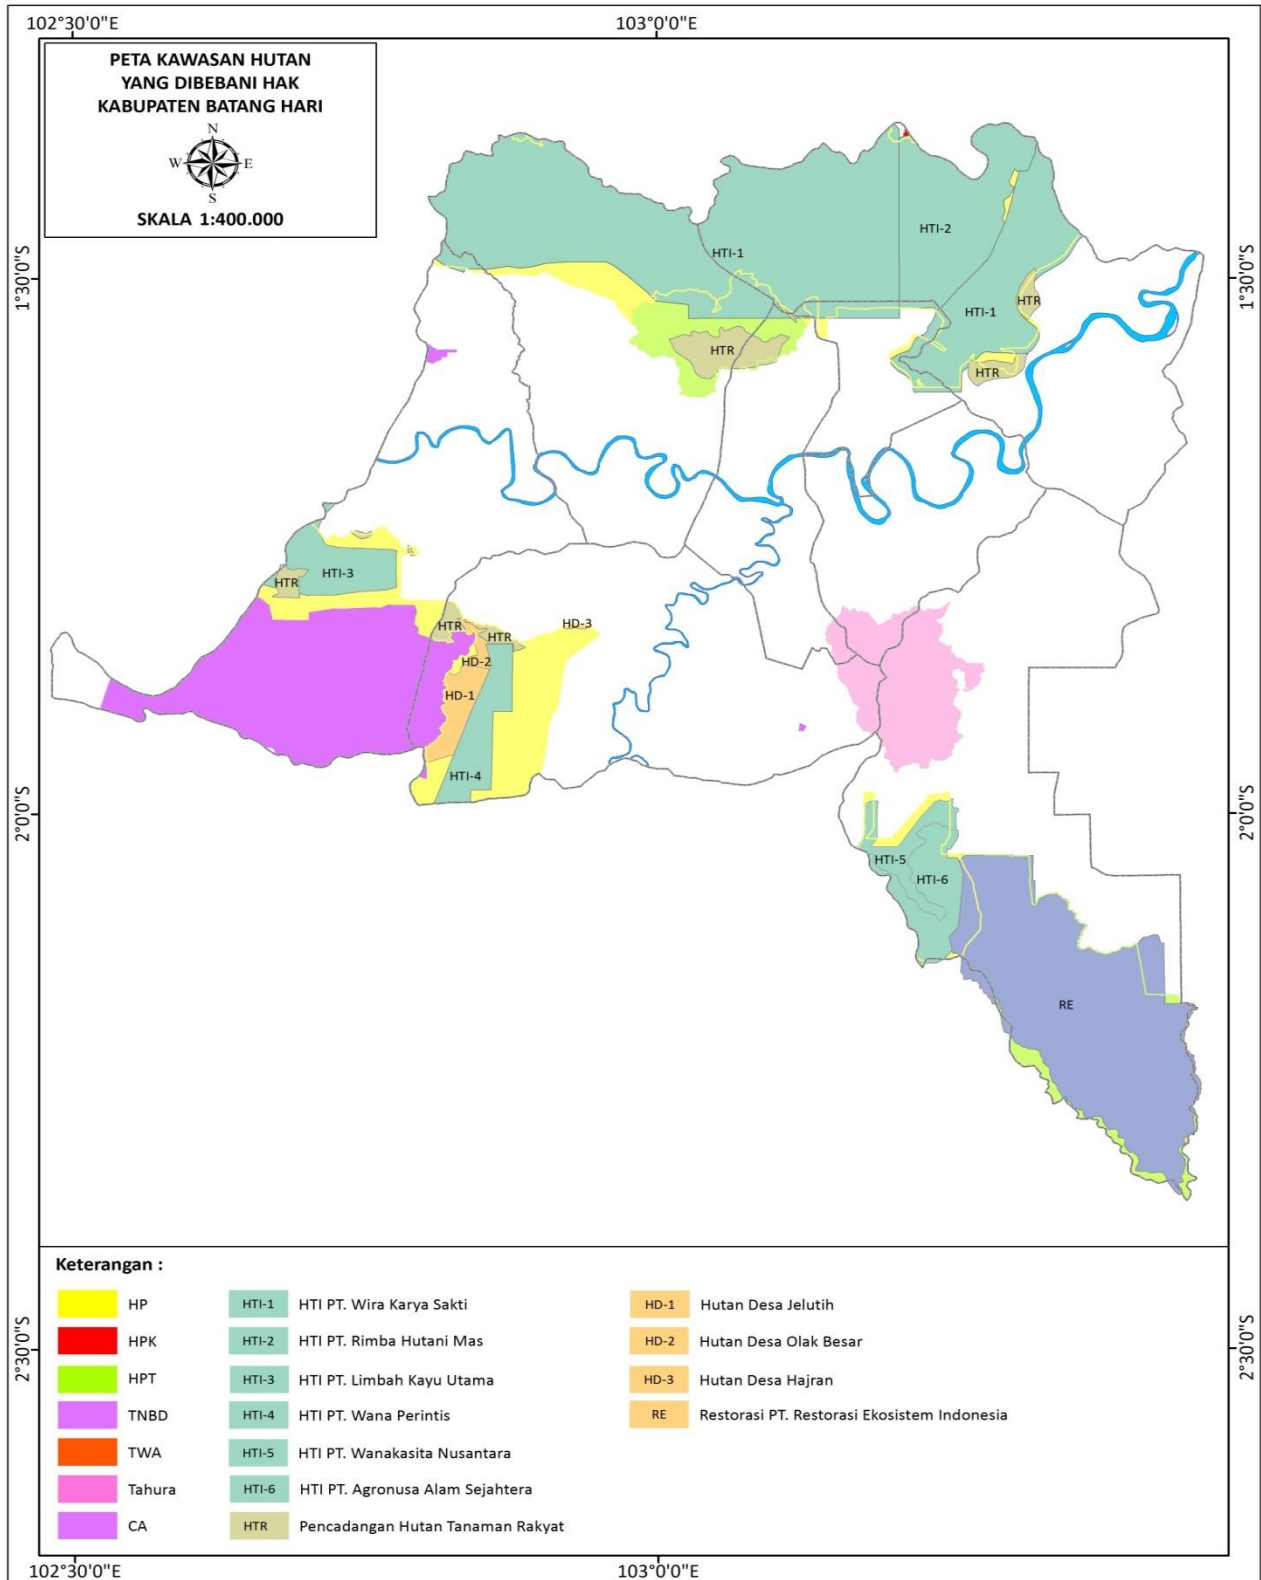 102°30'0"E
103°0'0"E
PETA KAWASAN HUTAN
YANG DIBEBANI HAK
KABUPATEN BATANG HARI
N
W
E
S
SKALA 1:400.000
1°30'0"S
1°30'0"S
HTI-2
HTI-1
HTR
HTI-1
HTR
HTR
HTI-3
HTR
HTR
HTR
HD-3
HD-2
HD-1
HTI-4
2°0'0"S
2°0'0"S
HTI-5
HTI-6
RE
Keterangan :
HP
HPK
HPT
TNBD
TWA
Tahura
CA
HTI-1 HTI PT. Wira Karya Sakti
HTI-2 HTI PT. Rimba Hutani Mas
HTI-3 HTI PT. Limbah Kayu Utama
HTI-4 HTI PT. Wana Perintis
HTI-5 HTI PT. Wanakasita Nusantara
HTI-6 HTI PT. Agronusa Alam Sejahtera
HTR Pencadangan Hutan Tanaman Rakyat
HD-1 Hutan Desa Jelutih
HD-2 Hutan Desa Olak Besar
HD-3 Hutan Desa Hajran
RE Restorasi PT. Restorasi Ekosistem Indonesia
2°30'0"S
2°30'0"S
102°30'0"E
103°0'0"E